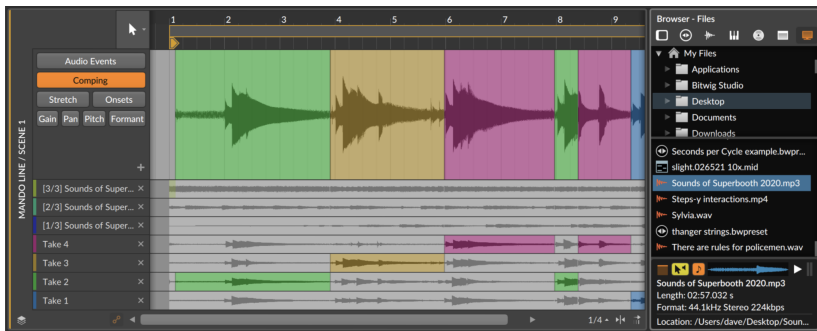 1 2 3 4 5 6 7 8 9
Audio Events
Comping
Stretch Onsets
Gain Pan Pitch Formant
+
MANDO LINE / SCENE 1
[3/3] Sounds of Super... ×
[2/3] Sounds of Super... ×
[1/3] Sounds of Super... ×
Take 4 ×
Take 3 ×
Take 2 ×
Take 1 ×
1/4
Browser - Files
My Files
Applications
Bitwig Studio
Desktop
Documents
Downloads
Seconds per Cycle example.bwpr...
slight.026521 10x.mid
Sounds of Superbooth 2020.mp3
Steps-y interactions.mp4
Sylvia.wav
thanger strings.bwpreset
There are rules for policemen.wav
Sounds of Superbooth 2020.mp3
Length: 02:57.032 s
Format: 44.1kHz Stereo 224kbps
Location: /Users/dave/Desktop/Soun...